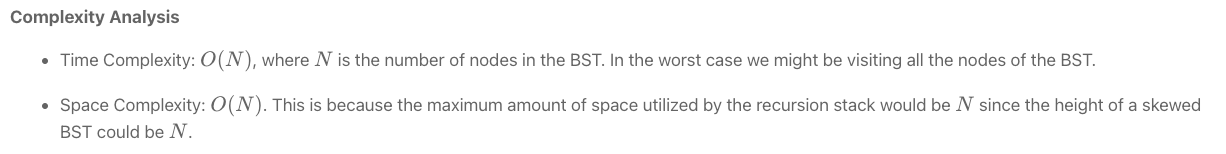 Complexity Analysis
• Time Complexity: O(N), where N is the number of nodes in the BST. In the worst case we might be visiting all the nodes of the BST.
• Space Complexity: O(N). This is because the maximum amount of space utilized by the recursion stack would be N since the height of a skewed
BST could be N.